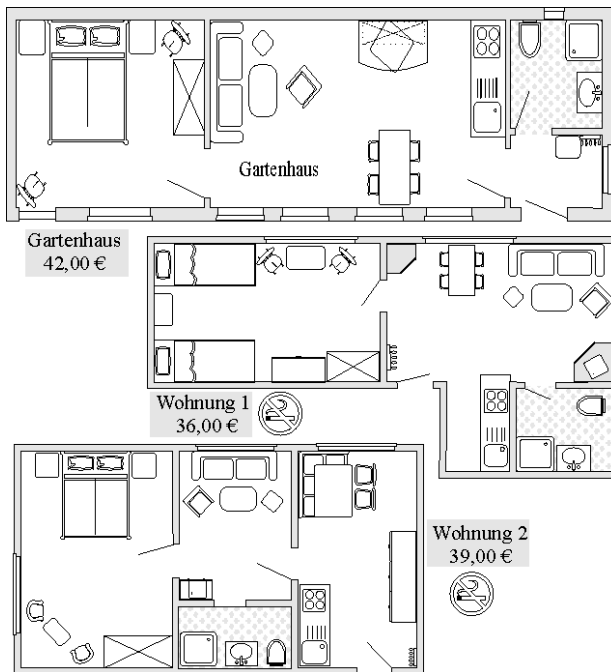 Gartenhaus
Gartenhaus
42,00 €
Wohnung 1
36,00 €
Wohnung 2
39,00 €